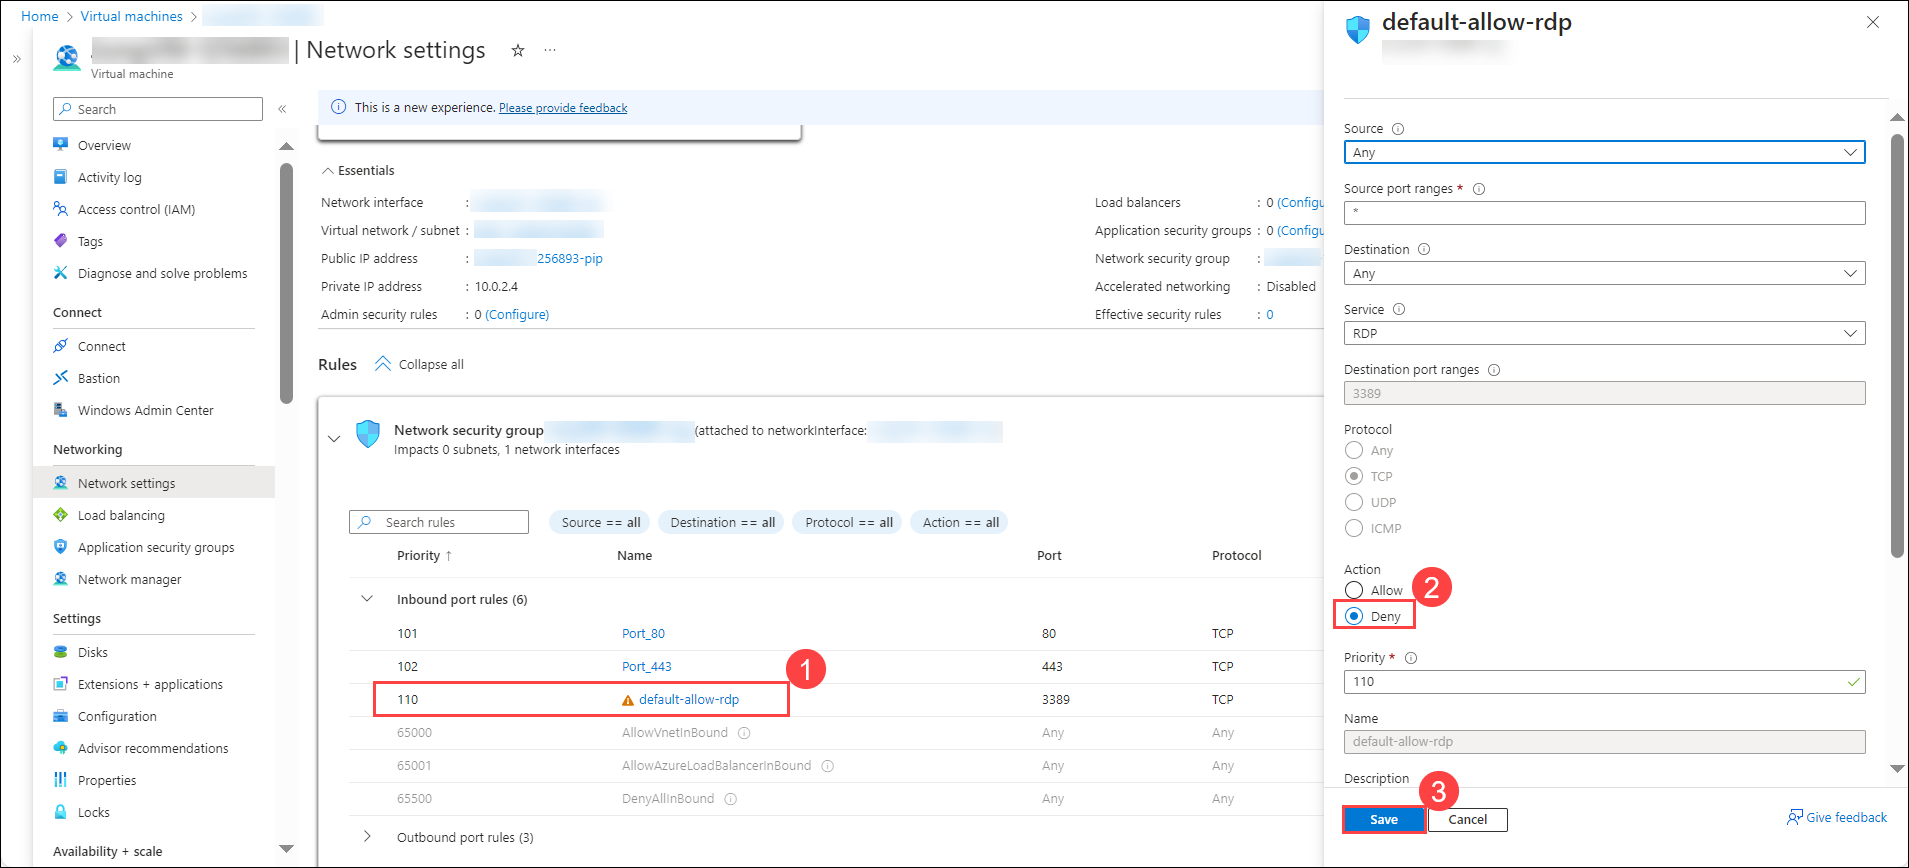 Home > Virtual machines >
| Network settings
Virtual machine
Search
Overview
Activity log
Access control (IAM)
Tags
Diagnose and solve problems
Connect
Connect
Bastion
Windows Admin Center
Networking
Network settings
Load balancing
Application security groups
Network manager
Settings
Disks
Extensions + applications
Configuration
Advisor recommendations
Properties
Locks
Availability + scale
This is a new experience. Please provide feedback
Essentials
Network interface :
Virtual network / subnet :
Public IP address : 256893-pip
Private IP address : 10.0.2.4
Admin security rules : 0 (Configure)
Load balancers : 0 (Configu
Application security groups : 0 (Configu
Network security group :
Accelerated networking : Disabled
Effective security rules : 0
Rules Collapse all
Network security group (attached to networkInterface:
Impacts 0 subnets, 1 network interfaces
Search rules Source == all Destination == all Protocol == all Action == all
Priority ↑ Name Port Protocol
Inbound port rules (6)
101 Port_80 80 TCP
102 Port_443 443 TCP
1
110 default-allow-rdp 3389 TCP
65000 AllowVnetInBound Any Any
65001 AllowAzureLoadBalancerInBound Any Any
65500 DenyAllInBound Any Any
Outbound port rules (3)
default-allow-rdp
Source
Any
Source port ranges *
*
Destination
Any
Service
RDP
Destination port ranges
3389
Protocol
Any
TCP
UDP
ICMP
Action
Allow
2
Deny
Priority *
110
Name
default-allow-rdp
Description
3
Save Cancel
Give feedback